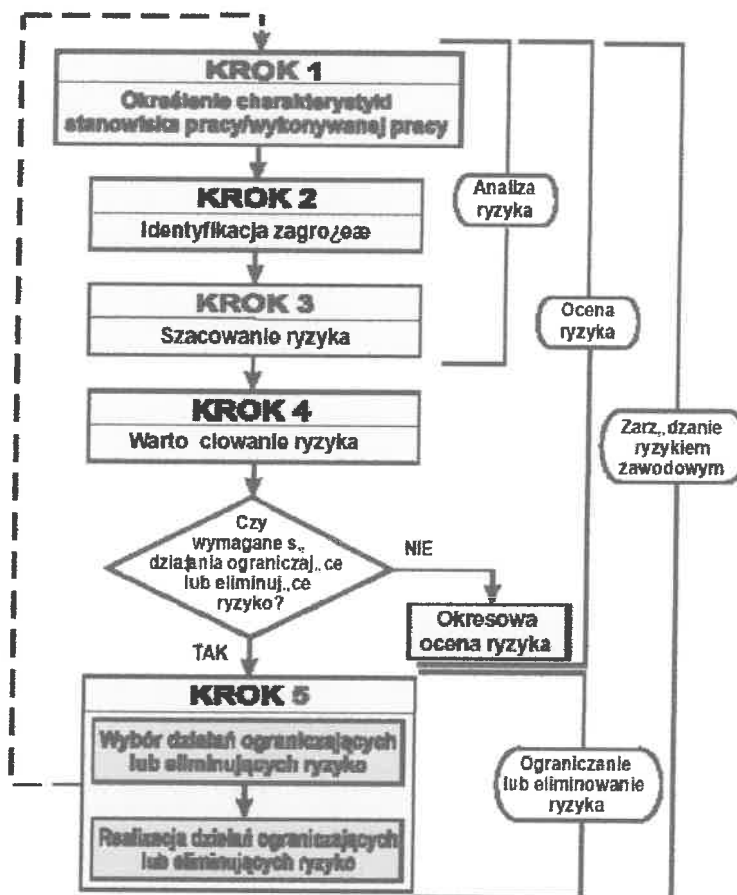 KROK 1
Określenie charakterystyki
stanowiska pracy/wykonywanej pracy
KROK 2
Identyfikacja zagro¿eæ
KROK 3
Szacowanie ryzyka
KROK 4
Warto ciowanie ryzyka
Czy
wymagane s„
działania ograniczaj„ce
lub eliminuj„ce
ryzyko?
NIE
Okresowa
ocena ryzyka
TAK
KROK 5
Wybór działań ograniczających
lub eliminujących ryzyko
Realizacja działań ograniczających
lub eliminujących ryzyko
Analiza
ryzyka
Ocena
ryzyka
Zarz„dzanie
ryzykiem
zawodowym
Ograniczanie
lub eliminowanie
ryzyka